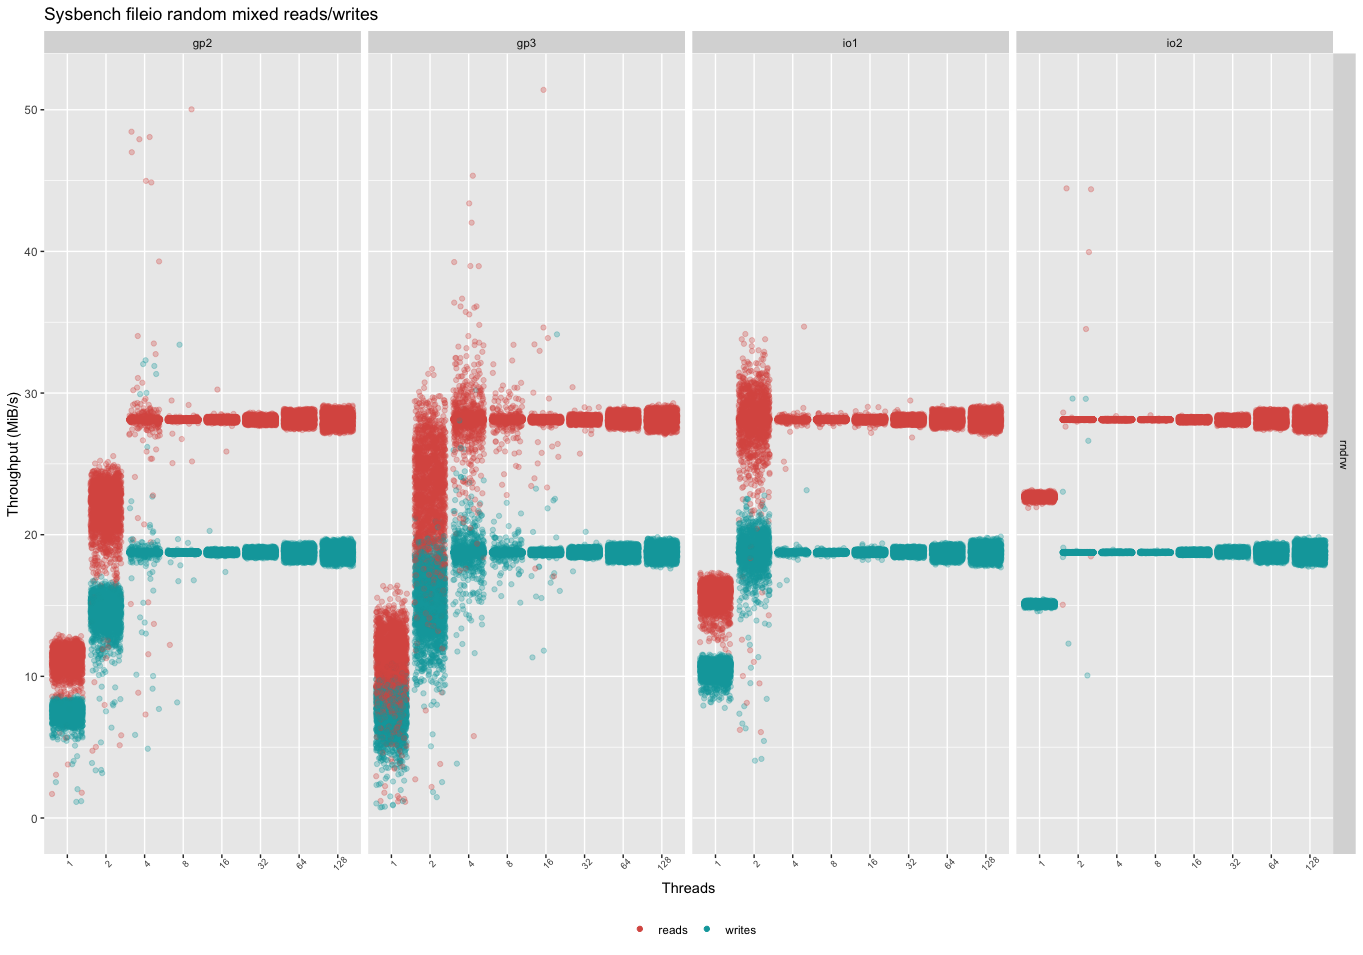 Sysbench fileio random mixed reads/writes
gp2 gp3 io1 io2
50
40
30
20
10
0
Throughput (MiB/s)
rndrw
1 2 4 8 16 32 64 128 1 2 4 8 16 32 64 128 1 2 4 8 16 32 64 128 1 2 4 8 16 32 64 128
Threads
reads writes